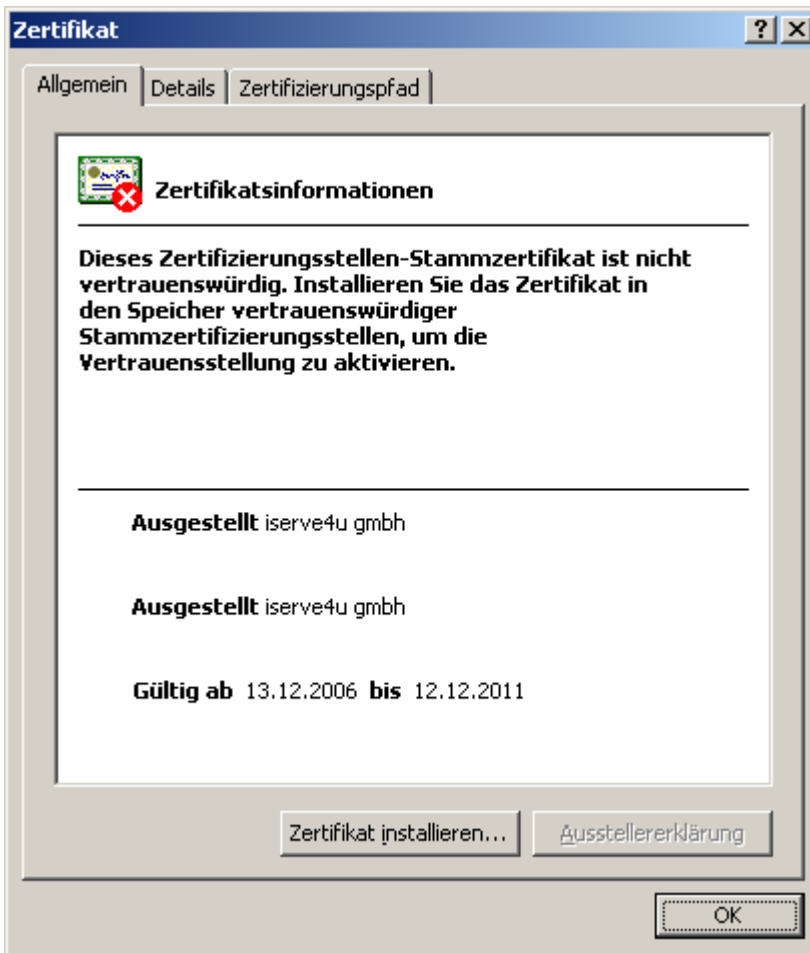 Zertifikat
Allgemein Details Zertifizierungspfad
Zertifikatsinformationen
Dieses Zertifizierungsstellen-Stammzertifikat ist nicht
vertrauenswürdig. Installieren Sie das Zertifikat in
den Speicher vertrauenswürdiger
Stammzertifizierungsstellen, um die
Vertrauensstellung zu aktivieren.
Ausgestellt iserve4u gmbh
Ausgestellt iserve4u gmbh
Gültig ab 13.12.2006 bis 12.12.2011
Zertifikat installieren... Ausstellererklärung
OK